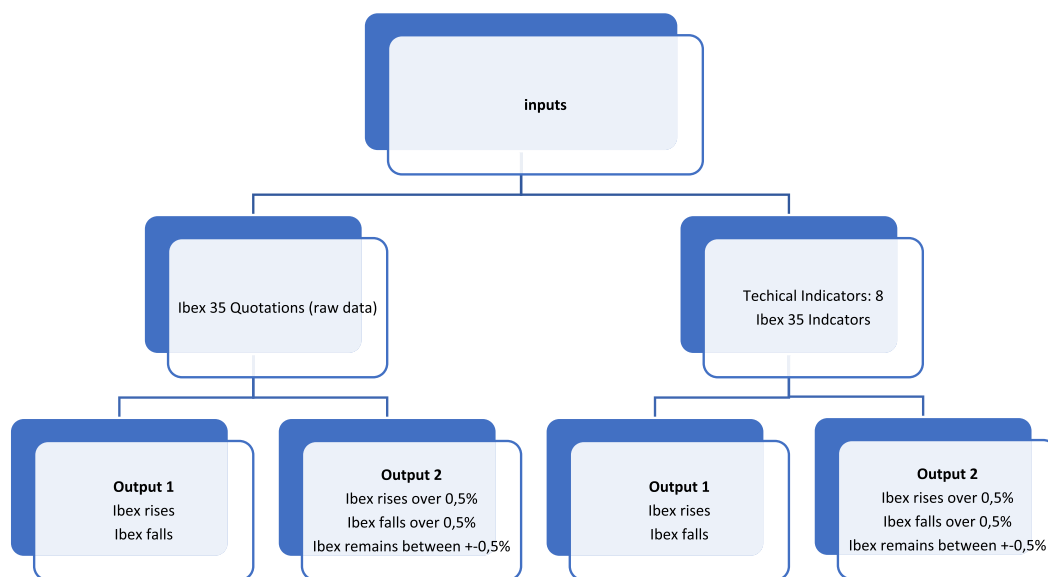 inputs
Ibex 35 Quotations (raw data)
Techical Indicators: 8
Ibex 35 Indcators
Output 1
Ibex rises
Ibex falls
Output 2
Ibex rises over 0,5%
Ibex falls over 0,5%
Ibex remains between +-0,5%
Output 1
Ibex rises
Ibex falls
Output 2
Ibex rises over 0,5%
Ibex falls over 0,5%
Ibex remains between +-0,5%